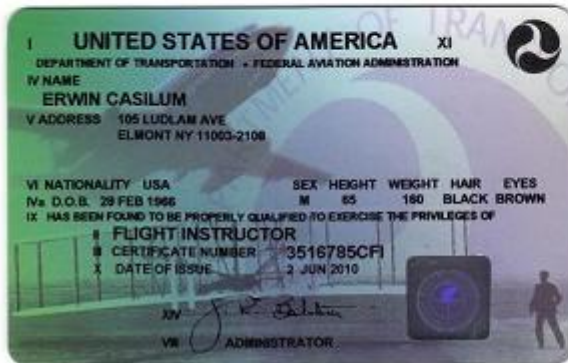 I UNITED STATES OF AMERICA XI
DEPARTMENT OF TRANSPORTATION • FEDERAL AVIATION ADMINISTRATION
IV NAME
ERWIN CASILUM
V ADDRESS 105 LUDLAM AVE
ELMONT NY 11003-2108
VI NATIONALITY USA SEX HEIGHT WEIGHT HAIR EYES
IVa D.O.B. 28 FEB 1966 M 65 160 BLACK BROWN
IX HAS BEEN FOUND TO BE PROPERLY QUALIFIED TO EXERCISE THE PRIVILEGES OF
II FLIGHT INSTRUCTOR
III CERTIFICATE NUMBER 3516785CFI
X DATE OF ISSUE 2 JUN 2010
XIV
VIII ADMINISTRATOR